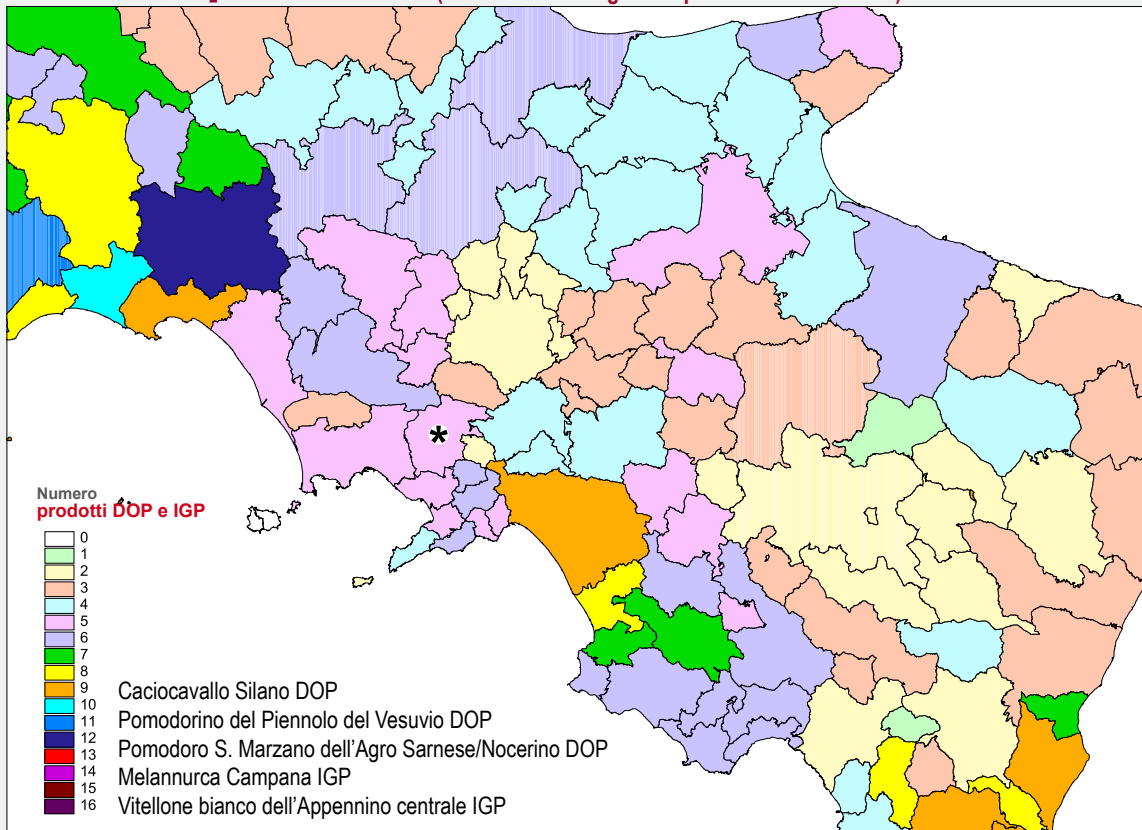 *
Numero
prodotti DOP e IGP
0
1
2
3
4
5
6
7
8
9
10
11
12
13
14
15
16
Caciocavallo Silano DOP
Pomodorino del Piennolo del Vesuvio DOP
Pomodoro S. Marzano dell'Agro Sarnese/Nocerino DOP
Melannurca Campana IGP
Vitellone bianco dell'Appennino centrale IGP